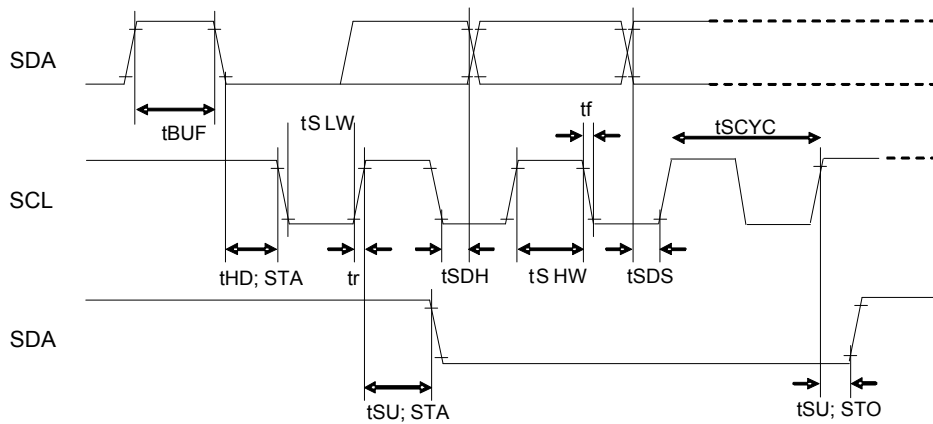 SDA
tBUF
tS LW
tf
tSCYC
SCL
tHD; STA
tr
tSDH
tS HW
tSDS
SDA
tSU; STA
tSU; STO